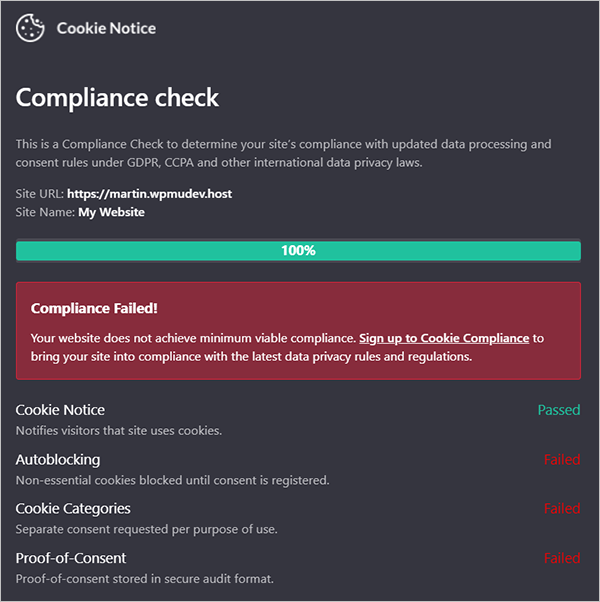 Cookie Notice
Compliance check
This is a Compliance Check to determine your site's compliance with updated data processing and
consent rules under GDPR, CCPA and other international data privacy laws.
Site URL: https://martin.wpmudev.host
Site Name: My Website
100%
Compliance Failed!
Your website does not achieve minimum viable compliance. Sign up to Cookie Compliance to
bring your site into compliance with the latest data privacy rules and regulations.
Cookie Notice Passed
Notifies visitors that site uses cookies.
Autoblocking Failed
Non-essential cookies blocked until consent is registered.
Cookie Categories Failed
Separate consent requested per purpose of use.
Proof-of-Consent Failed
Proof-of-consent stored in secure audit format.